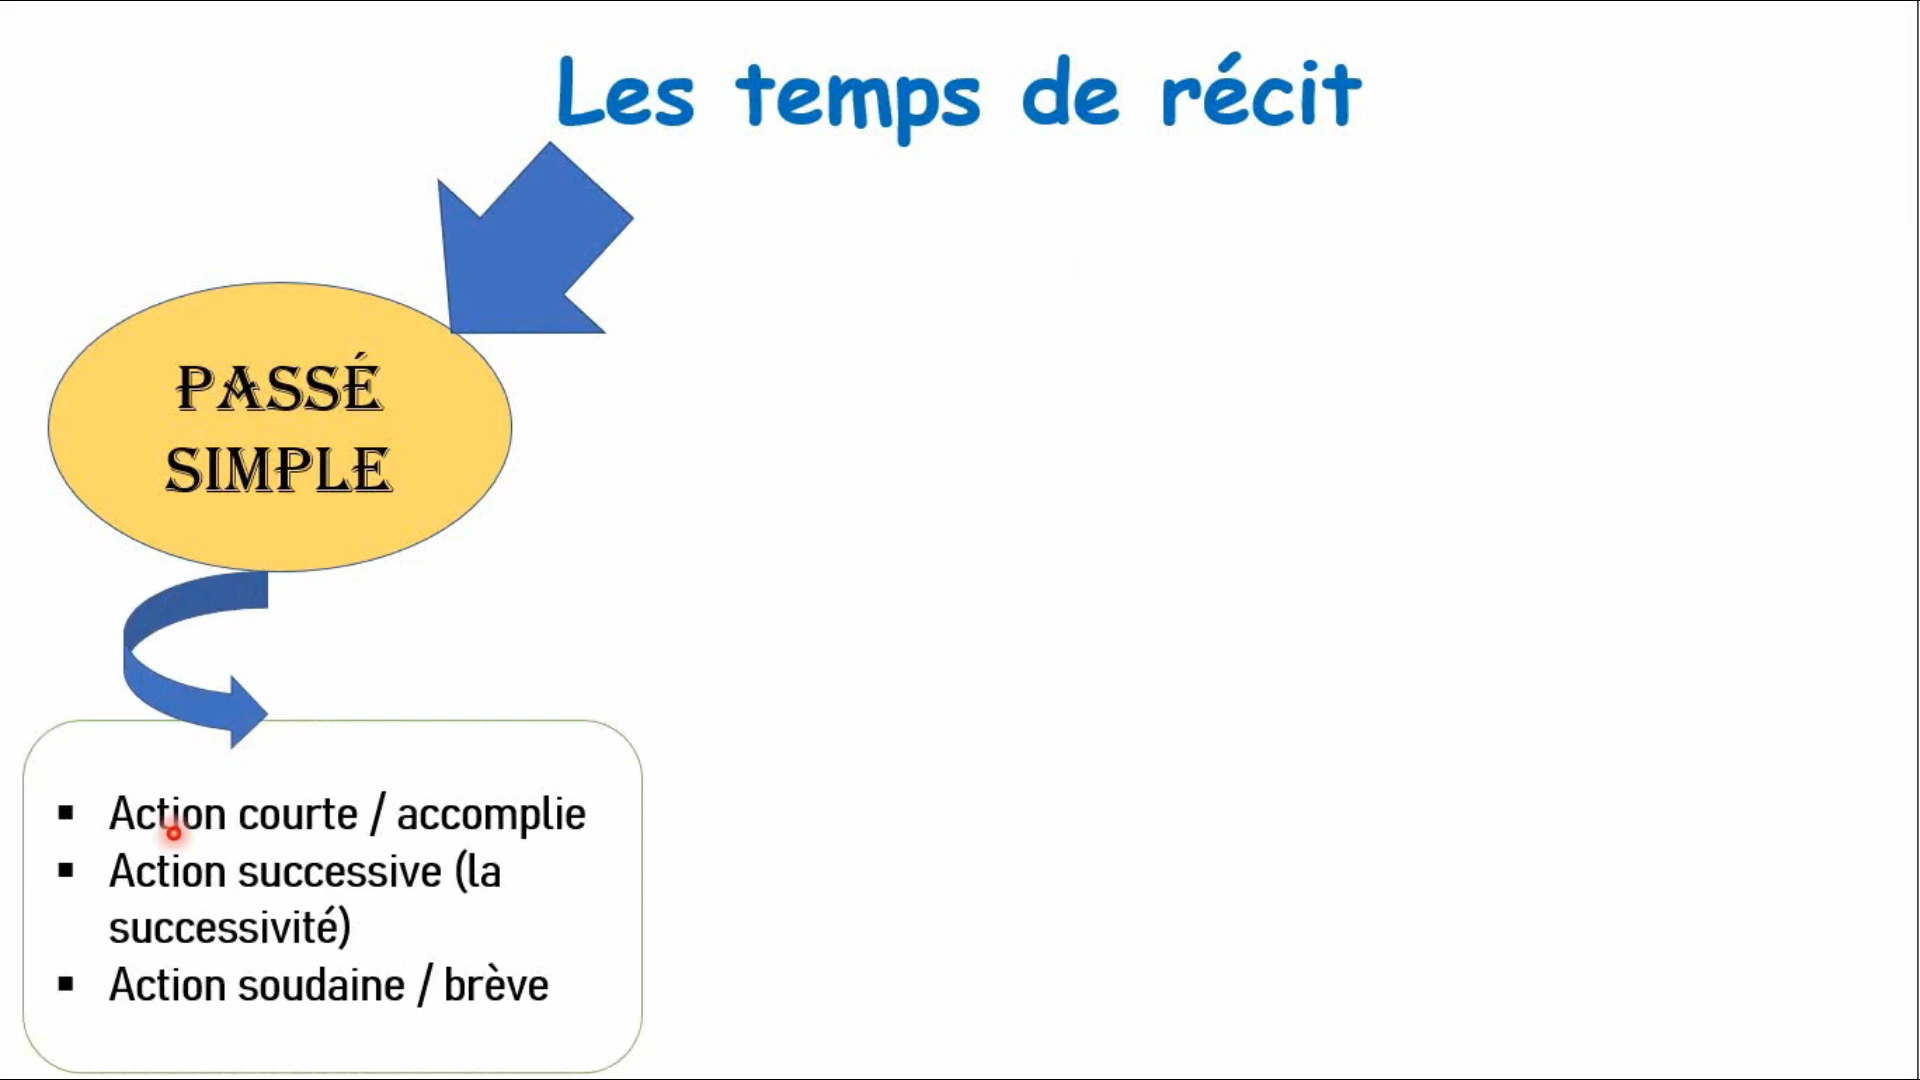 Les temps de récit
PASSÉ
SIMPLE
▪ Action courte / accomplie
▪ Action successive (la
successivité)
▪ Action soudaine / brève